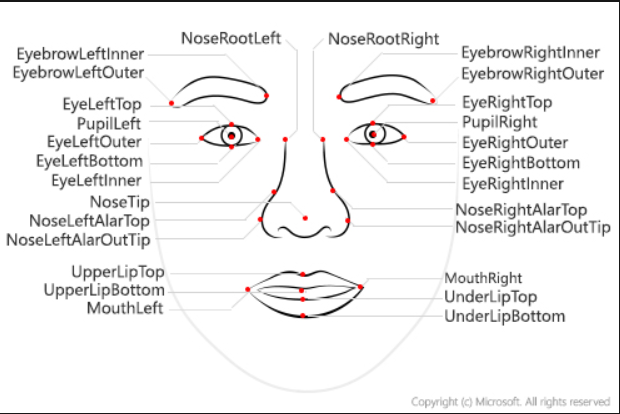 NoseRootLeft
NoseRootRight
EyebrowLeftInner
EyebrowRightInner
EyebrowLeftOuter
EyebrowRightOuter
EyeLeftTop
EyeRightTop
PupilLeft
PupilRight
EyeLeftOuter
EyeRightOuter
EyeLeftBottom
EyeRightBottom
EyeLeftInner
EyeRightInner
NoseTip
NoseRightAlarTop
NoseLeftAlarTop
NoseRightAlarOutTip
NoseLeftAlarOutTip
UpperLipTop
MouthRight
UpperLipBottom
UnderLipTop
MouthLeft
UnderLipBottom
Copyright (c) Microsoft. All rights reserved